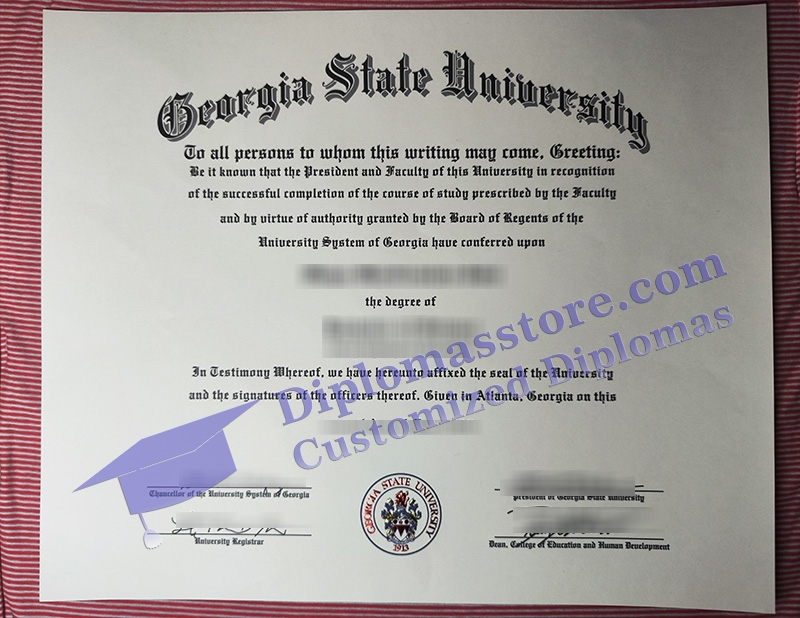 Georgia State University
To all persons to whom this writing may come, Greeting:
Be it known that the President and Faculty of this University in recognition
of the successful completion of the course of study prescribed by the Faculty
and by virtue of authority granted by the Board of Regents of the
University System of Georgia have conferred upon
the degree of
In Testimony Whereof, we have hereunto affixed the seal of the University
and the signatures of the officers thereof. Given in Atlanta, Georgia on this
Diplomasstore.com
Customized Diplomas
Chancellor of the University System of Georgia
President of Georgia State University
University Registrar
Dean, College of Education and Human Development
GEORGIA STATE UNIVERSITY
1913